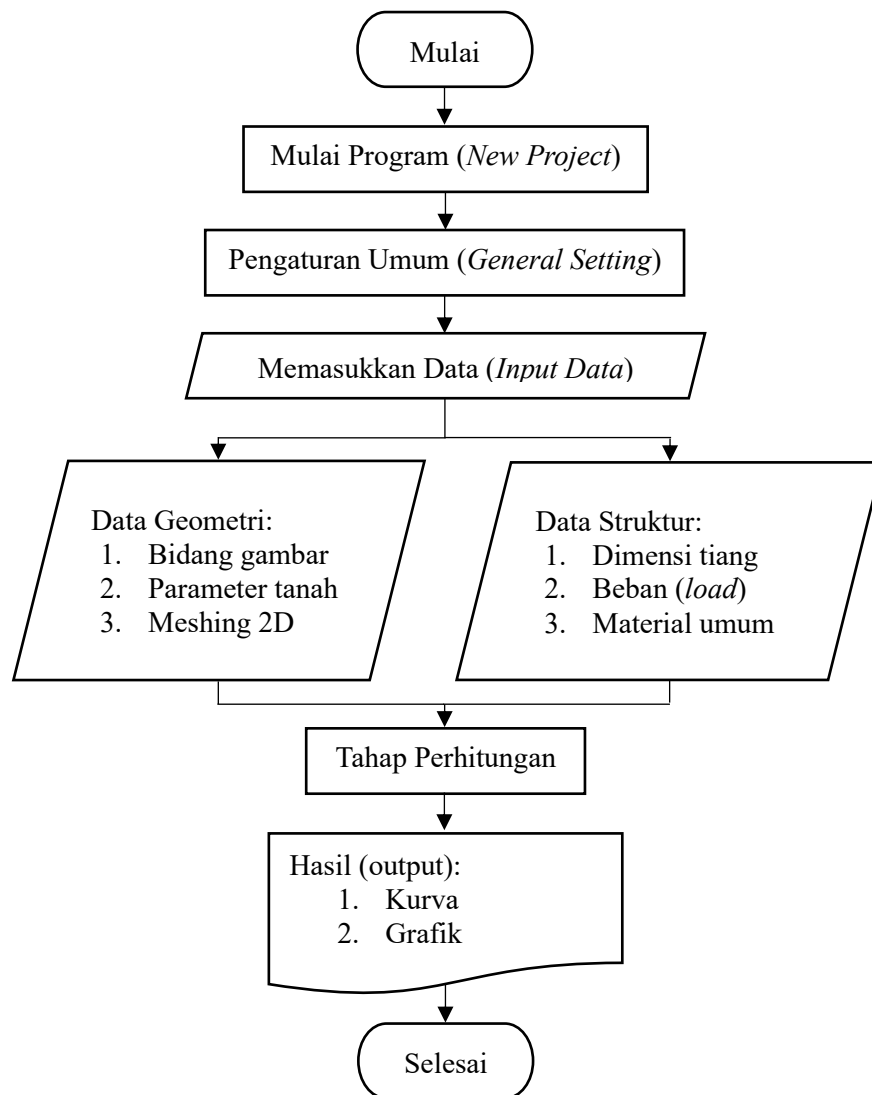 Mulai
Mulai Program (New Project)
Pengaturan Umum (General Setting)
Memasukkan Data (Input Data)
Data Geometri:
1. Bidang gambar
2. Parameter tanah
3. Meshing 2D
Data Struktur:
1. Dimensi tiang
2. Beban (load)
3. Material umum
Tahap Perhitungan
Hasil (output):
1. Kurva
2. Grafik
Selesai